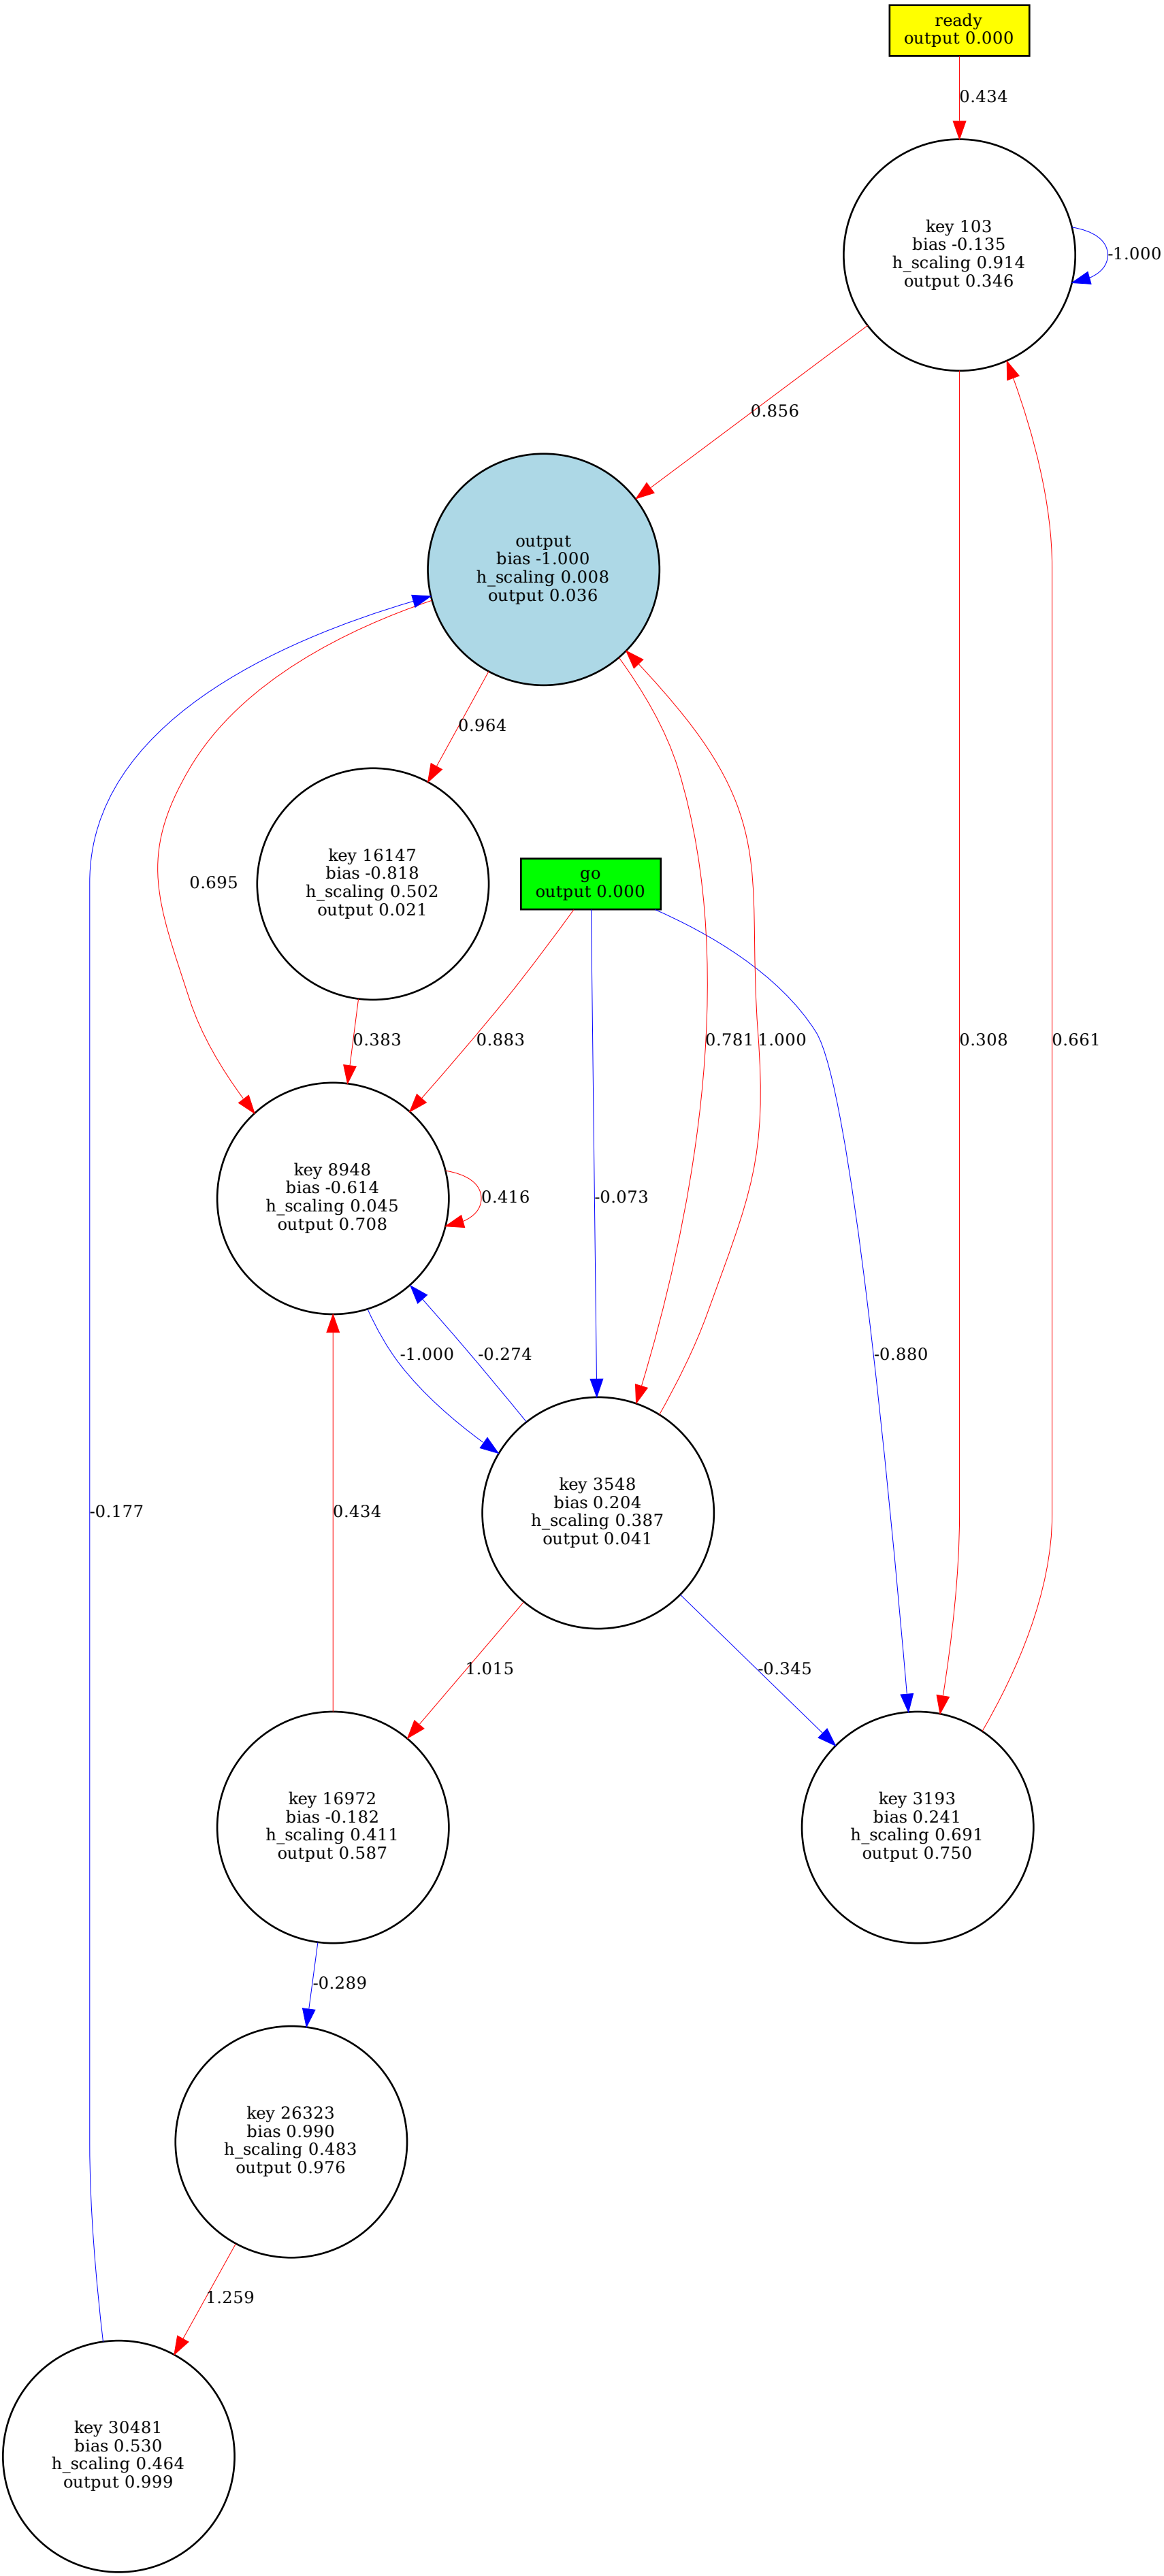 ready
output 0.000
0.434
key 103
bias -0.135
h_scaling 0.914
output 0.346
-1.000
0.856
output
bias -1.000
h_scaling 0.008
output 0.036
0.964
key 16147
bias -0.818
h_scaling 0.502
output 0.021
go
output 0.000
0.695
0.383
0.883
0.781
1.000
0.308
0.661
key 8948
bias -0.614
h_scaling 0.045
output 0.708
0.416
-0.073
-1.000
-0.274
-0.880
key 3548
bias 0.204
h_scaling 0.387
output 0.041
-0.177
0.434
1.015
-0.345
key 16972
bias -0.182
h_scaling 0.411
output 0.587
key 3193
bias 0.241
h_scaling 0.691
output 0.750
-0.289
key 26323
bias 0.990
h_scaling 0.483
output 0.976
1.259
key 30481
bias 0.530
h_scaling 0.464
output 0.999